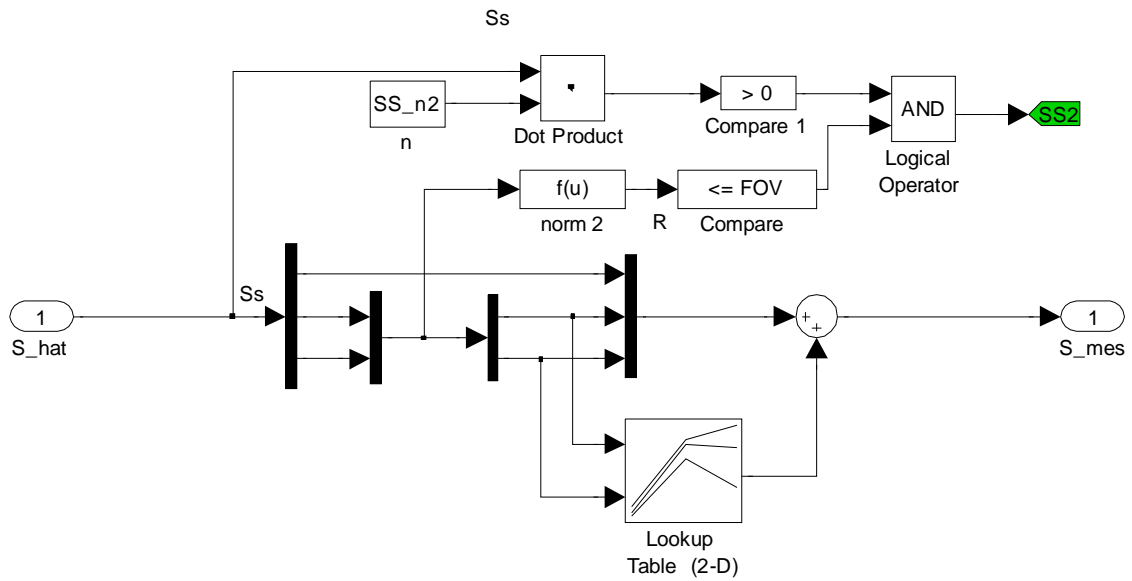 Ss
SS_n2
n
Dot Product
> 0
Compare 1
AND
Logical
Operator
SS2
f(u)
norm 2
R
<= FOV
Compare
Ss
1
S_hat
+
+
1
S_mes
Lookup
Table (2-D)